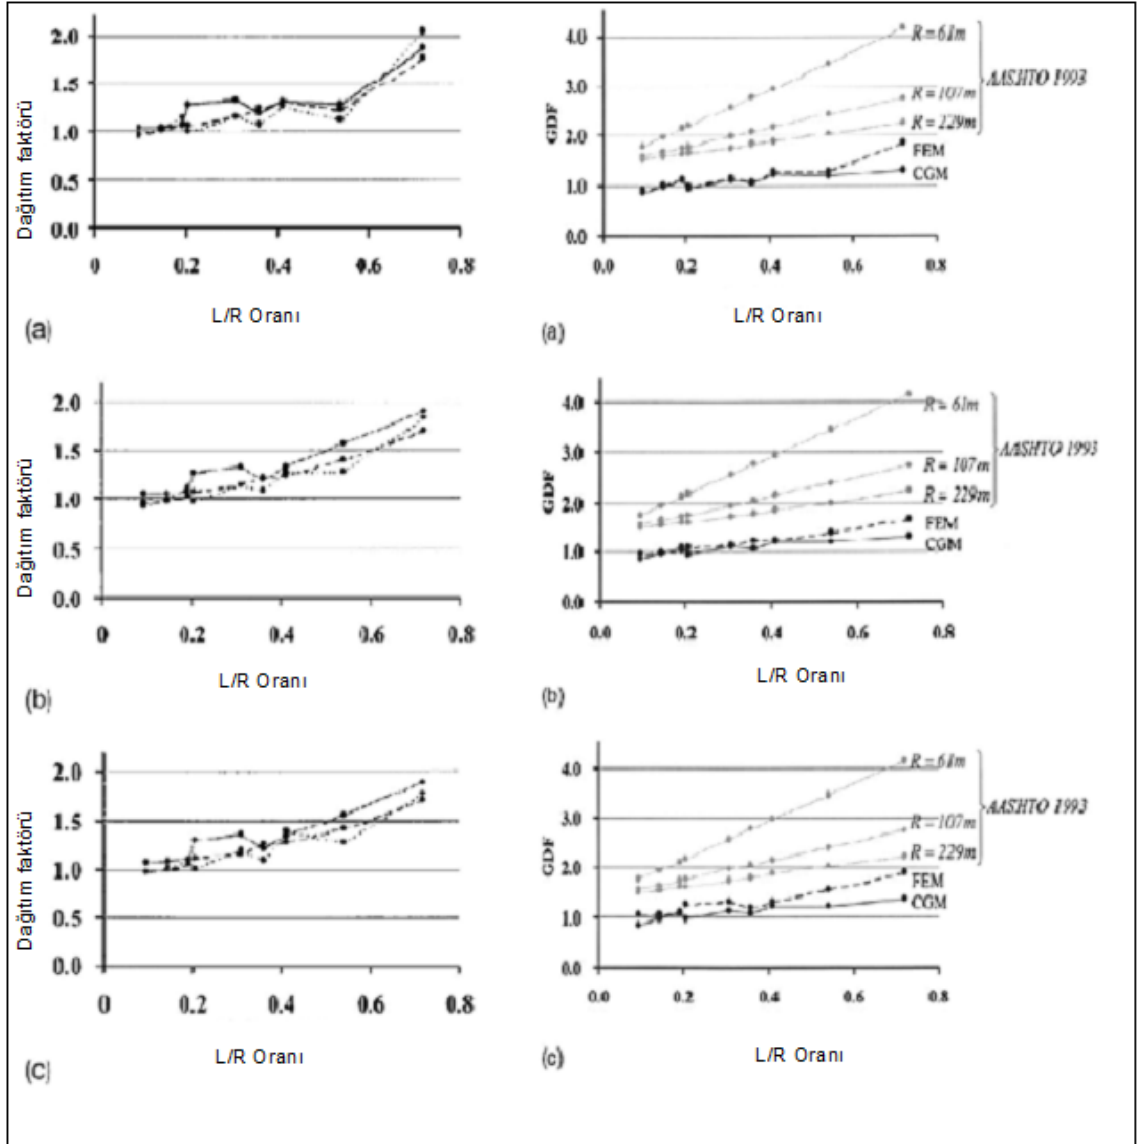 Dağıtım faktörü
2.0
1.5
1.0
0.5
0.0
0 0.2 0.4 0.6 0.8
L/R Oranı
(a)
GDF
4.0
3.0
2.0
1.0
0.0
0.0 0.2 0.4 0.6 0.8
R=61m
R=107m
R=229m
AASHTO 1993
FEM
CGM
L/R Oranı
(a)
Dağıtım faktörü
2.0
1.5
1.0
0.5
0.0
0 0.2 0.4 0.6 0.8
L/R Oranı
(b)
GDF
4.0
3.0
2.0
1.0
0.0
0.0 0.2 0.4 0.6 0.8
R=61m
R=107m
R=229m
AASHTO 1993
FEM
CGM
L/R Oranı
(b)
Dağıtım faktörü
2.0
1.5
1.0
0.5
0.0
0 0.2 0.4 0.6 0.8
L/R Oranı
(c)
GDF
4.0
3.0
2.0
1.0
0.0
0.0 0.2 0.4 0.6 0.8
R=61m
R=107m
R=229m
AASHTO 1993
FEM
CGM
L/R Oranı
(c)